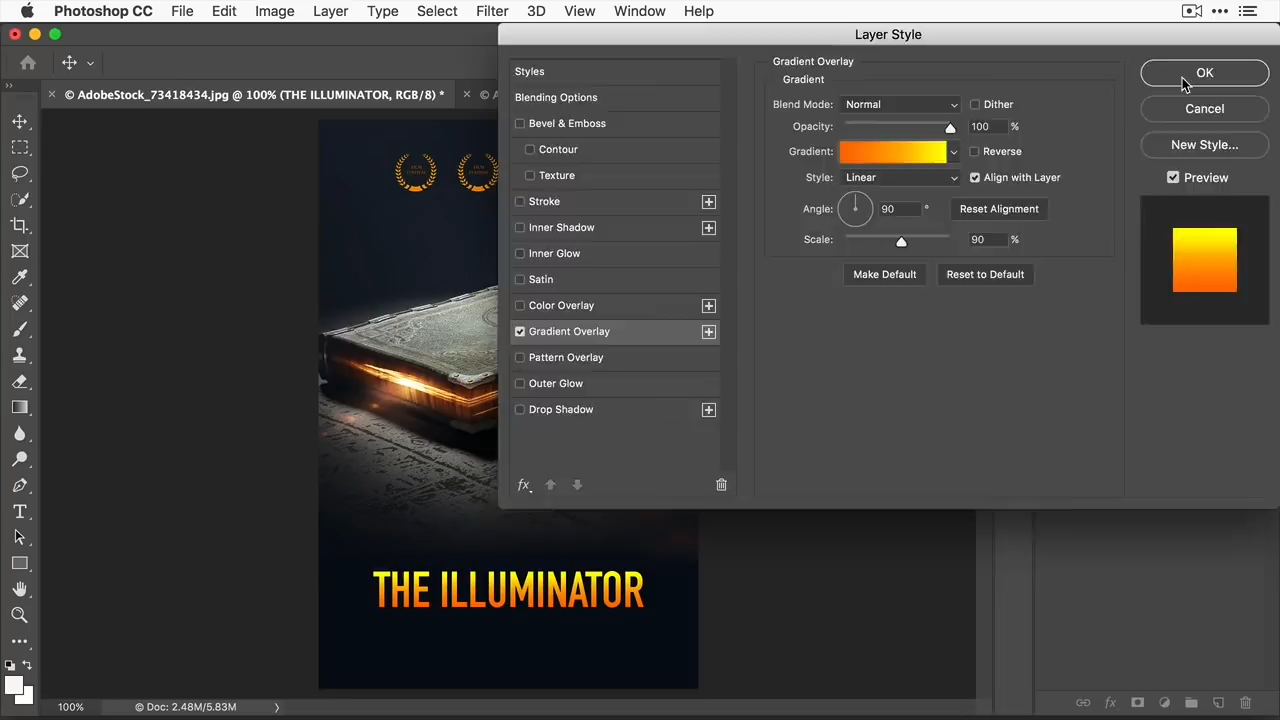 Photoshop CC File Edit Image Layer Type Select Filter 3D View Window Help
Layer Style
© AdobeStock_73418434.jpg @ 100% (THE ILLUMINATOR, RGB/8) *
Styles
Blending Options
Bevel & Emboss
Contour
Texture
Stroke
Inner Shadow
Inner Glow
Satin
Color Overlay
Gradient Overlay
Pattern Overlay
Outer Glow
Drop Shadow
fx
Gradient Overlay
Gradient
Blend Mode: Normal Dither
Opacity: 100 %
Gradient: Reverse
Style: Linear Align with Layer
Angle: 90 ° Reset Alignment
Scale: 90 %
Make Default Reset to Default
OK
Cancel
New Style...
Preview
THE ILLUMINATOR
100% © Doc: 2.48M/5.83M
fx